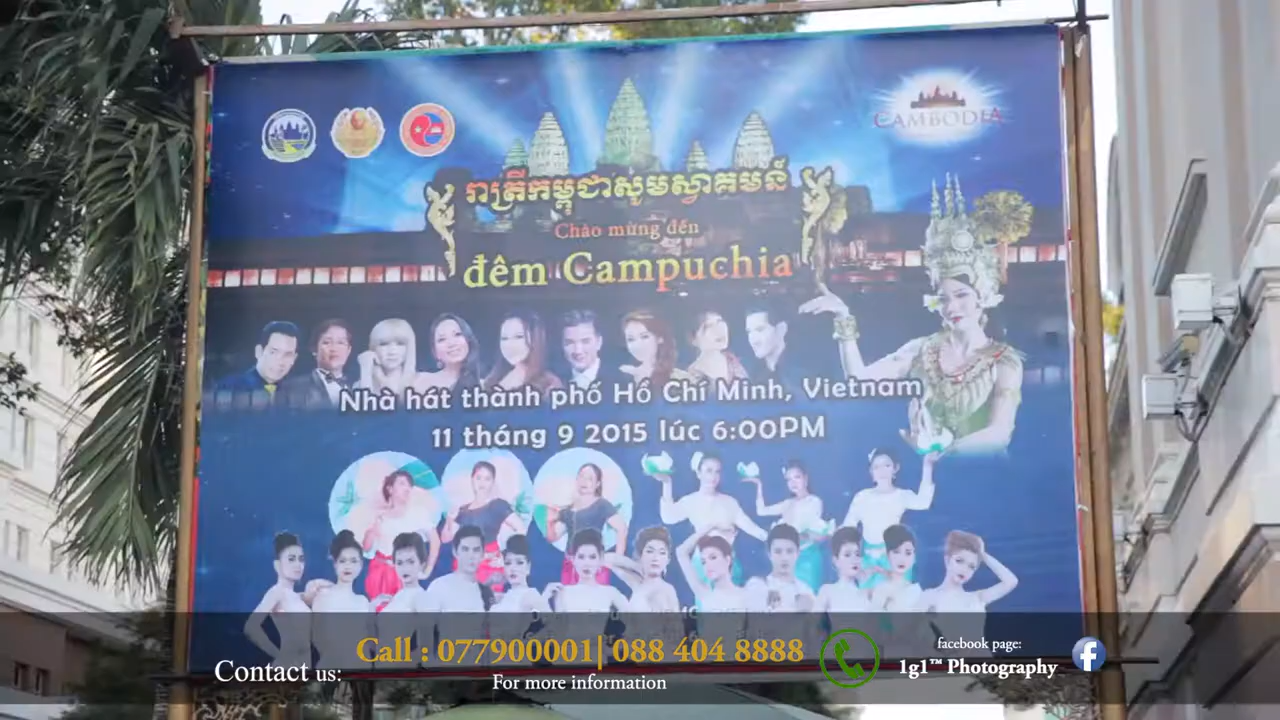 CAMBODIA
រាត្រីកម្ពុជាសូមស្វាគមន៍
Chào mừng đến
đêm Campuchia
Nhà hát thành phố Hồ Chí Minh, Vietnam
11 tháng 9 2015 lúc 6:00PM
Contact us:
Call : 077900001| 088 404 8888
For more information
facebook page:
1g1™ Photography
f